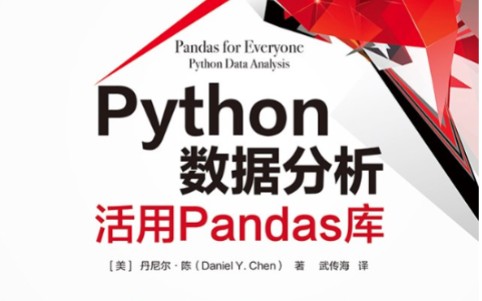 Pandas for Everyone
Python Data Analysis
Python
数据分析
活用Pandas库
[美] 丹尼尔·陈（Daniel Y. Chen） 著 武传海 译